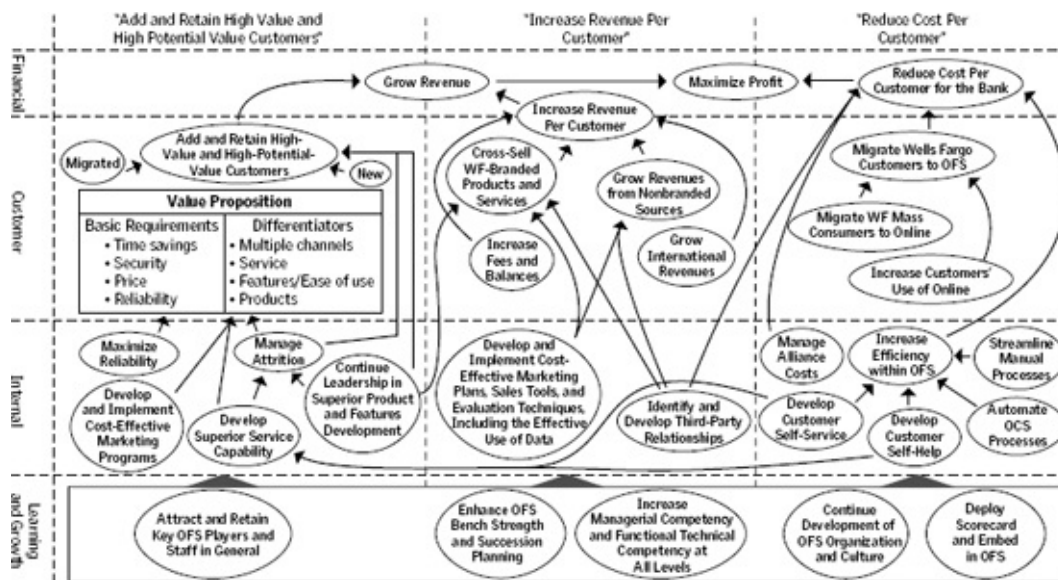 "Add and Retain High Value and
High Potential Value Customers"
"Increase Revenue Per
Customer"
"Reduce Cost Per
Customer"
Financial
Grow Revenue
Maximize Profit
Reduce Cost Per
Customer for the Bank
Increase Revenue
Per Customer
Customer
Add and Retain High-
Value and High-Potential-
Value Customers
Migrated
New
Value Proposition
Basic Requirements
• Time savings
• Security
• Price
• Reliability
Differentiators
• Multiple channels
• Service
• Features/Ease of use
• Products
Cross-Sell
WF-Branded
Products and
Services
Grow Revenues
from Nonbranded
Sources
Increase
Fees and
Balances
Grow
International
Revenues
Migrate Wells Fargo
Customers to OFS
Migrate WF Mass
Consumers to Online
Increase Customers'
Use of Online
Internal
Maximize
Reliability
Manage
Attrition
Develop
and Implement
Cost-Effective
Marketing
Programs
Develop
Superior Service
Capability
Continue
Leadership in
Superior Product
and Features
Development
Develop and
Implement Cost-
Effective Marketing
Plans, Sales Tools, and
Evaluation Techniques,
Including the Effective
Use of Data
Identify and
Develop Third-Party
Relationships
Manage
Alliance
Costs
Increase
Efficiency
within OFS
Streamline
Manual
Processes
Develop
Customer
Self-Service
Develop
Customer
Self-Help
Automate
OCS
Processes
Learning
and Growth
Attract and Retain
Key OFS Players and
Staff in General
Enhance OFS
Bench Strength
and Succession
Planning
Increase
Managerial Competency
and Functional Technical
Competency at
All Levels
Continue
Development of
OFS Organization
and Culture
Deploy
Scorecard
and Embed
in OFS